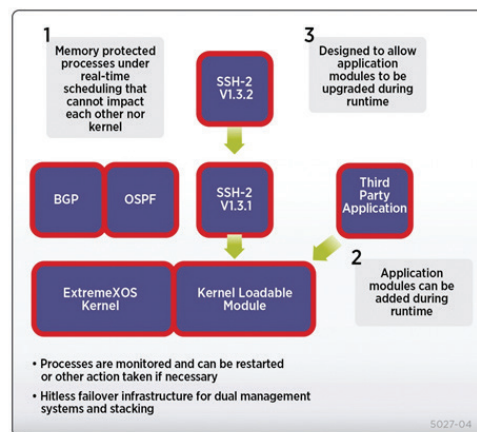 1
Memory protected
processes under
real-time
scheduling that
cannot impact
each other nor
kernel
SSH-2
V1.3.2
3
Designed to allow
application
modules to be
upgraded during
runtime
BGP
OSPF
SSH-2
V1.3.1
Third
Party
Application
2
Application
modules can be
added during
runtime
ExtremeXOS
Kernel
Kernel Loadable
Module
• Processes are monitored and can be restarted
or other action taken if necessary
• Hitless failover infrastructure for dual management
systems and stacking
5027-04